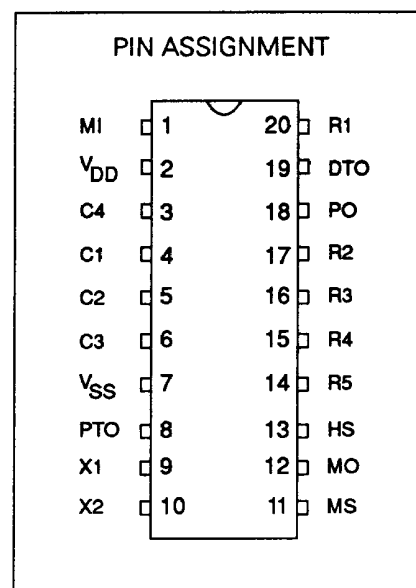 PIN ASSIGNMENT
MI 1 20 R1
VDD 2 19 DTO
C4 3 18 PO
C1 4 17 R2
C2 5 16 R3
C3 6 15 R4
VSS 7 14 R5
PTO 8 13 HS
X1 9 12 MO
X2 10 11 MS